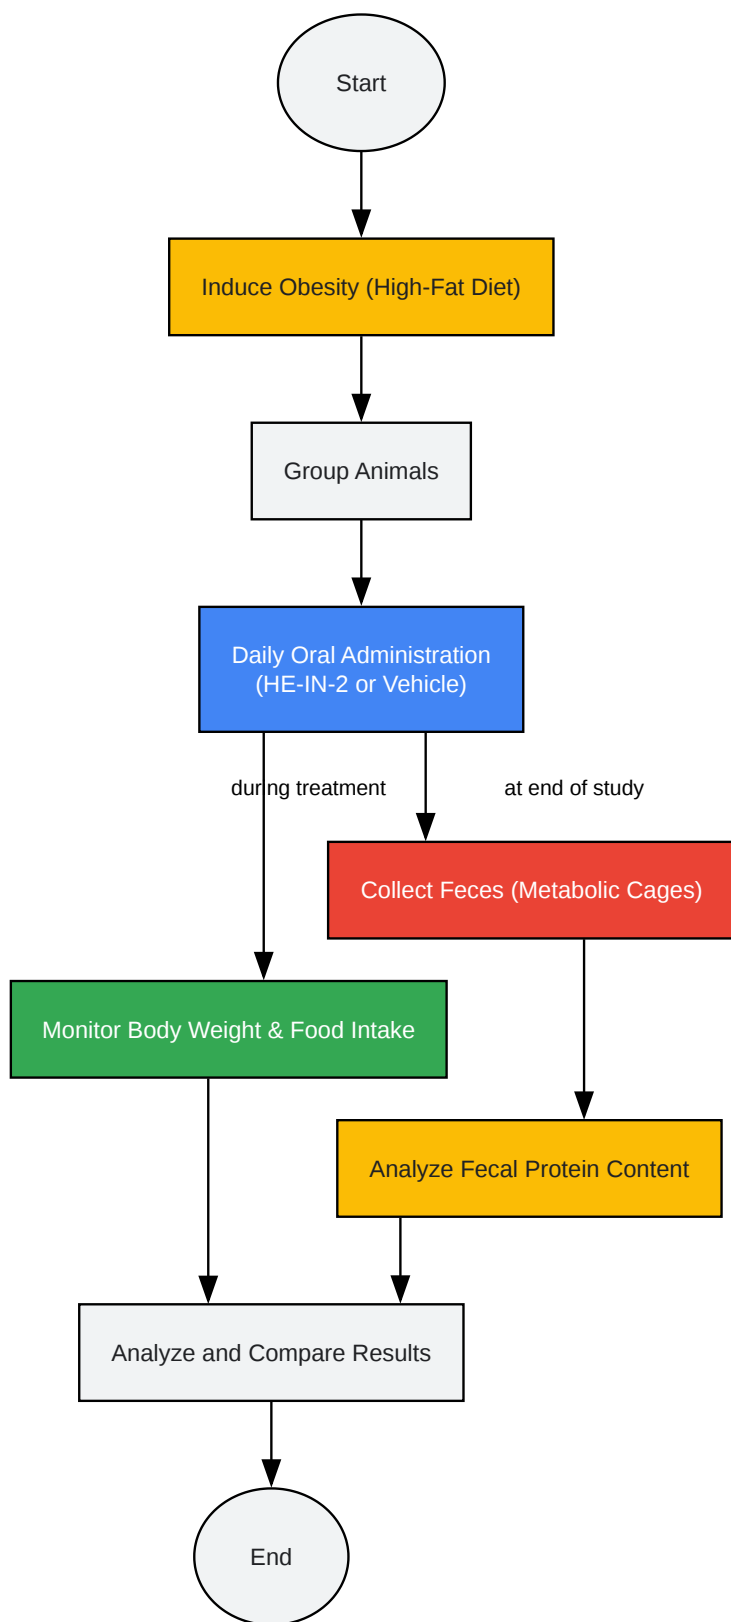 Start
Induce Obesity (High-Fat Diet)
Group Animals
Daily Oral Administration
(HE-IN-2 or Vehicle)
during treatment
at end of study
Collect Feces (Metabolic Cages)
Monitor Body Weight & Food Intake
Analyze Fecal Protein Content
Analyze and Compare Results
End